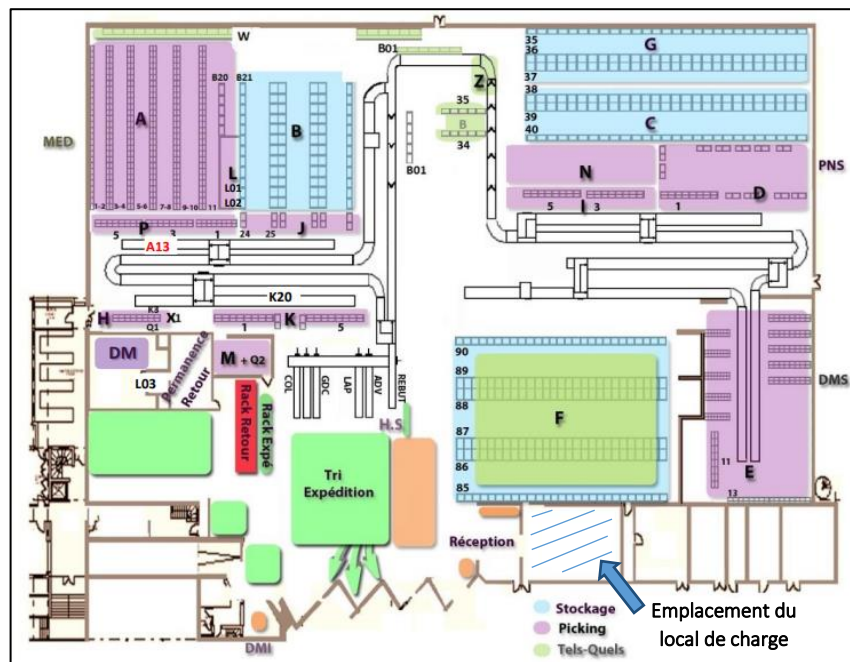 W
B01
Z
35
36
G
37
B20
B21
38
A
B
35
B
34
C
39
40
MED
B01
L
L01
L02
N
PNS
D
1-2
3-4
5-6
7-8
9-10
11
5
I
3
1
P
5
3
1
24
25
J
A13
K20
H
K3
X1
Q1
1
K
5
90
DM
Permanence
Retour
M + Q2
89
L03
COL
GDC
LAP
ADV
REBUT
88
F
DMS
Rack Retour
Rack Expé
H.S
87
86
11
E
Tri
Expédition
85
13
Réception
Stockage
Picking
Tels-Quels
Emplacement du
local de charge
DMI